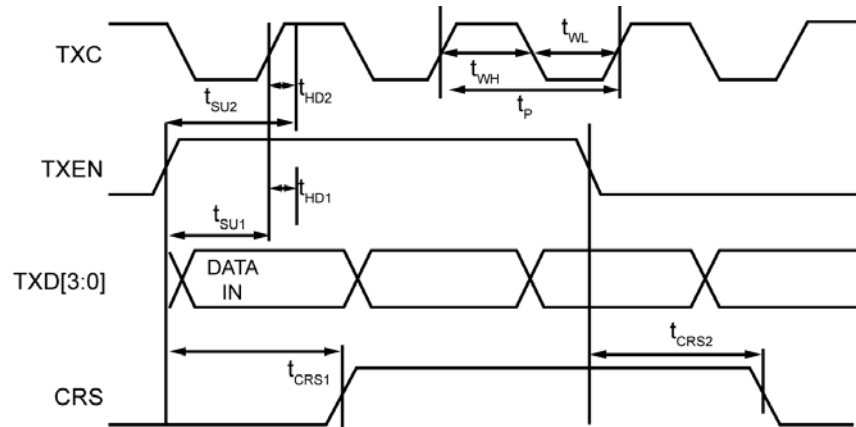 TXC
t_WH
t_WL
t_P
t_HD2
t_SU2
TXEN
t_HD1
t_SU1
TXD[3:0]
DATA
IN
t_CRS1
t_CRS2
CRS